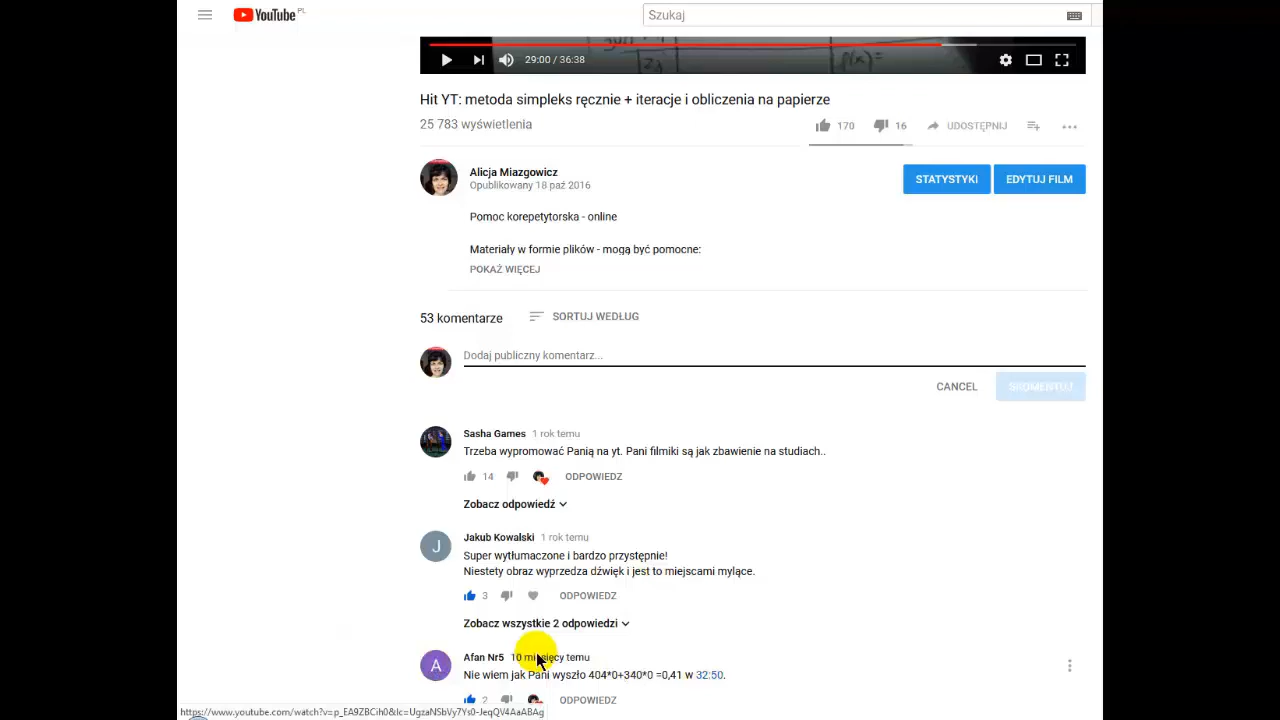 YouTube PL
Szukaj
29:00 / 36:38
Hit YT: metoda simpleks ręcznie + iteracje i obliczenia na papierze
25 783 wyświetlenia
170
16
UDOSTĘPNIJ
Alicja Miazgowicz
Opublikowany 18 paź 2016
STATYSTYKI
EDYTUJ FILM
Pomoc korepetytorska - online
Materiały w formie plików - mogą być pomocne:
POKAŻ WIĘCEJ
53 komentarze
SORTUJ WEDŁUG
Dodaj publiczny komentarz...
CANCEL
SKOMENTUJ
Sasha Games 1 rok temu
Trzeba wypromować Panią na yt. Pani filmiki są jak zbawienie na studiach..
14
ODPOWIEDZ
Zobacz odpowiedź
J
Jakub Kowalski 1 rok temu
Super wytłumaczone i bardzo przystępnie!
Niestety obraz wyprzedza dźwięk i jest to miejscami mylące.
3
ODPOWIEDZ
Zobacz wszystkie 2 odpowiedzi
A
Afan Nr5 10 miesięcy temu
Nie wiem jak Pani wyszło 404*0+340*0 =0,41 w 32:50.
2
ODPOWIEDZ
https://www.youtube.com/watch?v=p_EA9ZBCih0&lc=UgzaNSbVy7Ys0-JeqQV4AaABAg